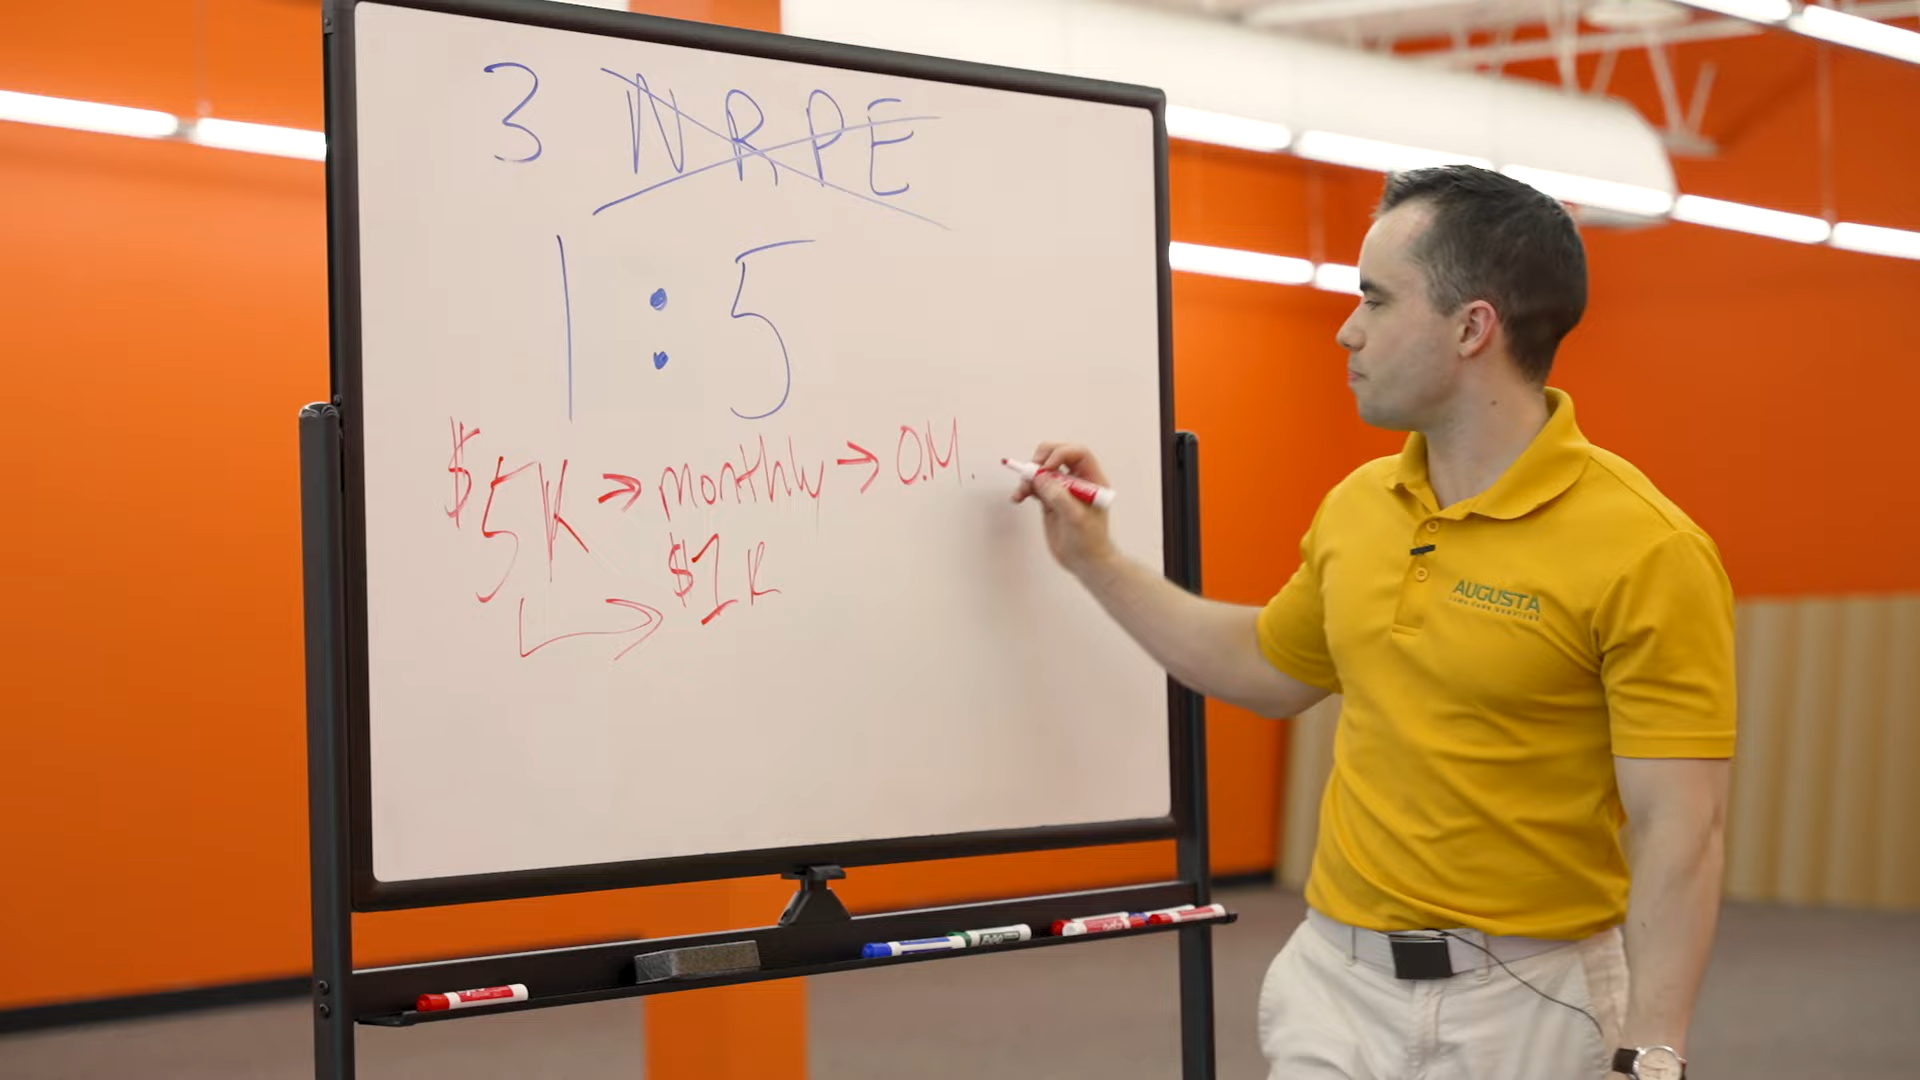 3 NRPE
1 : 5
$5K → monthly → O.M.
$1K
AUGUSTA